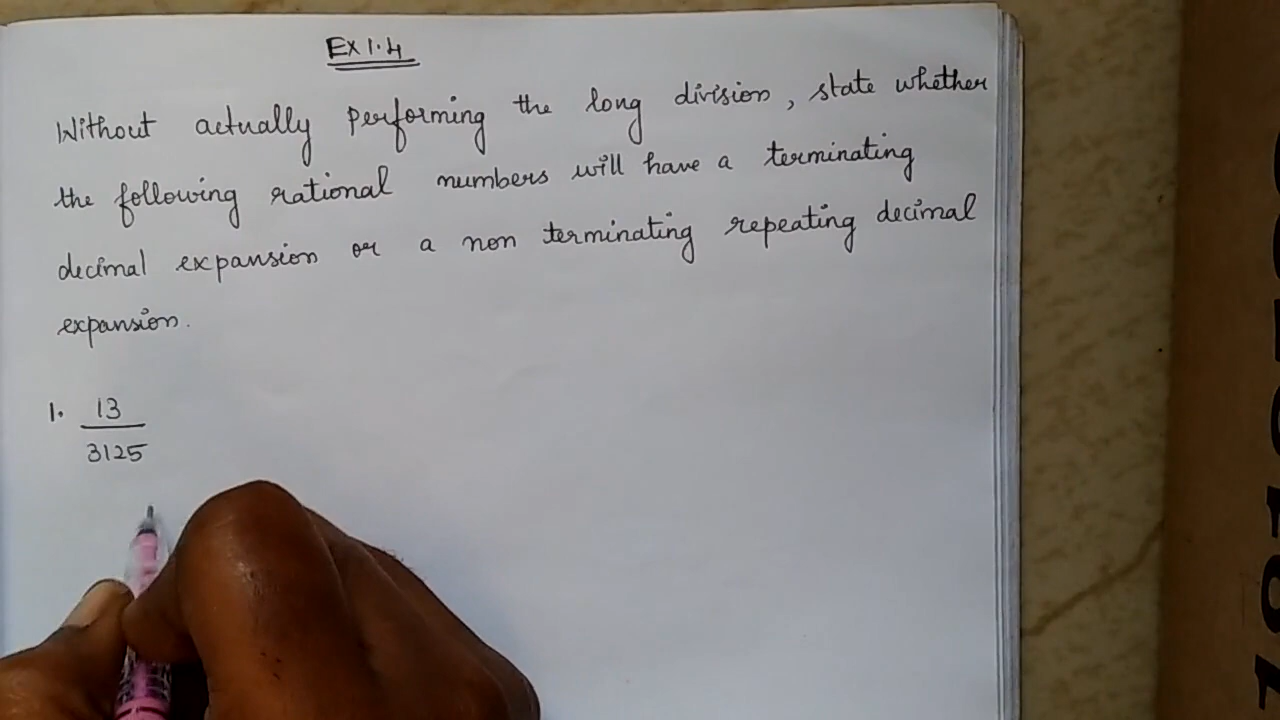 Ex 1.4
Without actually performing the long division, state whether
the following rational numbers will have a terminating
decimal expansion or a non terminating repeating decimal
expansion.
1. 13
3125